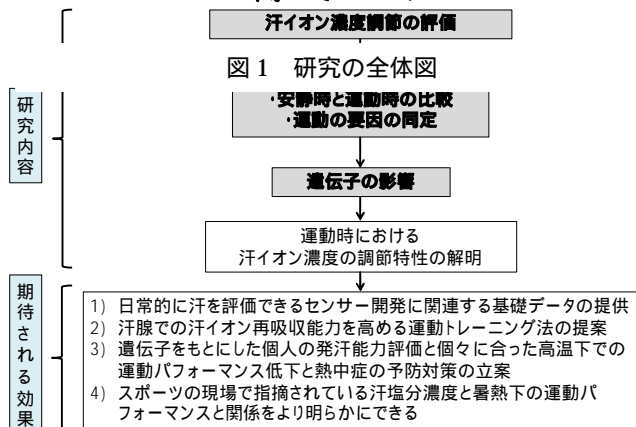 汗イオン濃度調節の評価
図1 研究の全体図
・安静時と運動時の比較
・運動の要因の同定
研究内容
遺伝子の影響
運動時における
汗イオン濃度の調節特性の解明
期待される効果
1) 日常的に汗を評価できるセンサー開発に関連する基礎データの提供
2) 汗腺での汗イオン再吸収能力を高める運動トレーニング法の提案
3) 遺伝子をもとにした個人の発汗能力評価と個々に合った高温下での
運動パフォーマンス低下と熱中症の予防対策の立案
4) スポーツの現場で指摘されている汗塩分濃度と暑熱下の運動パ
フォーマンスと関係をより明らかにできる